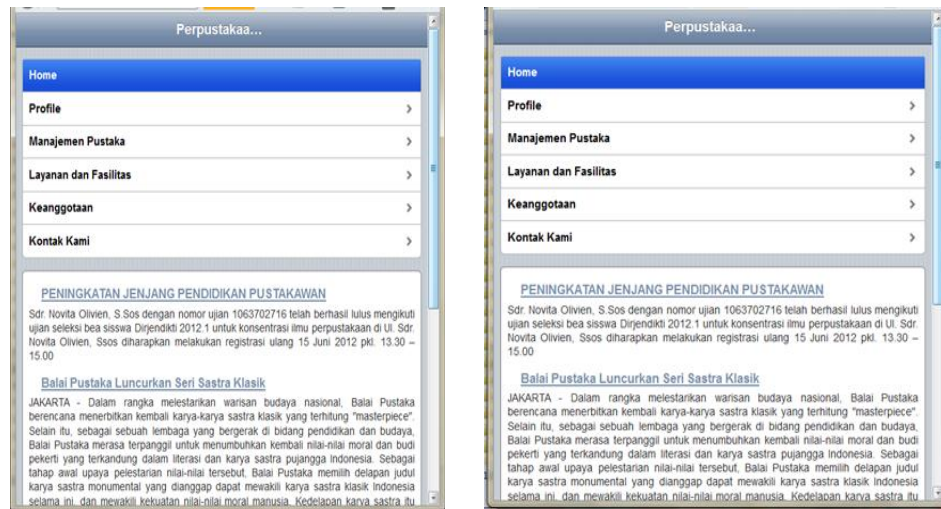 Perpustakaa...
Home
Profile
Manajemen Pustaka
Layanan dan Fasilitas
Keanggotaan
Kontak Kami
PENINGKATAN JENJANG PENDIDIKAN PUSTAKAWAN
Sdr. Novita Olivien, S.Sos dengan nomor ujian 1063702716 telah berhasil lulus mengikuti
ujian seleksi bea sisswa Dirjendikti 2012.1 untuk konsentrasi ilmu perpustakaan di UI. Sdr.
Novita Olivien, Ssos diharapkan melakukan registrasi ulang 15 Juni 2012 pkl. 13.30 –
15.00
Balai Pustaka Luncurkan Seri Sastra Klasik
JAKARTA - Dalam rangka melestarikan warisan budaya nasional, Balai Pustaka
berencana menerbitkan kembali karya-karya sastra klasik yang terhitung "masterpiece".
Selain itu, sebagai sebuah lembaga yang bergerak di bidang pendidikan dan budaya,
Balai Pustaka merasa terpanggil untuk menumbuhkan kembali nilai-nilai moral dan budi
pekerti yang terkandung dalam literasi dan karya sastra pujangga Indonesia. Sebagai
tahap awal upaya pelestarian nilai-nilai tersebut, Balai Pustaka memilih delapan judul
karya sastra monumental yang dianggap dapat mewakili karya sastra klasik Indonesia
selama ini, dan mewakili kekuatan nilai-nilai moral manusia. Kedelapan karya sastra itu
Perpustakaa...
Home
Profile
Manajemen Pustaka
Layanan dan Fasilitas
Keanggotaan
Kontak Kami
PENINGKATAN JENJANG PENDIDIKAN PUSTAKAWAN
Sdr. Novita Olivien, S.Sos dengan nomor ujian 1063702716 telah berhasil lulus mengikuti
ujian seleksi bea sisswa Dirjendikti 2012.1 untuk konsentrasi ilmu perpustakaan di UI. Sdr.
Novita Olivien, Ssos diharapkan melakukan registrasi ulang 15 Juni 2012 pkl. 13.30 –
15.00
Balai Pustaka Luncurkan Seri Sastra Klasik
JAKARTA - Dalam rangka melestarikan warisan budaya nasional, Balai Pustaka
berencana menerbitkan kembali karya-karya sastra klasik yang terhitung "masterpiece".
Selain itu, sebagai sebuah lembaga yang bergerak di bidang pendidikan dan budaya,
Balai Pustaka merasa terpanggil untuk menumbuhkan kembali nilai-nilai moral dan budi
pekerti yang terkandung dalam literasi dan karya sastra pujangga Indonesia. Sebagai
tahap awal upaya pelestarian nilai-nilai tersebut, Balai Pustaka memilih delapan judul
karya sastra monumental yang dianggap dapat mewakili karya sastra klasik Indonesia
selama ini, dan mewakili kekuatan nilai-nilai moral manusia. Kedelapan karya sastra itu